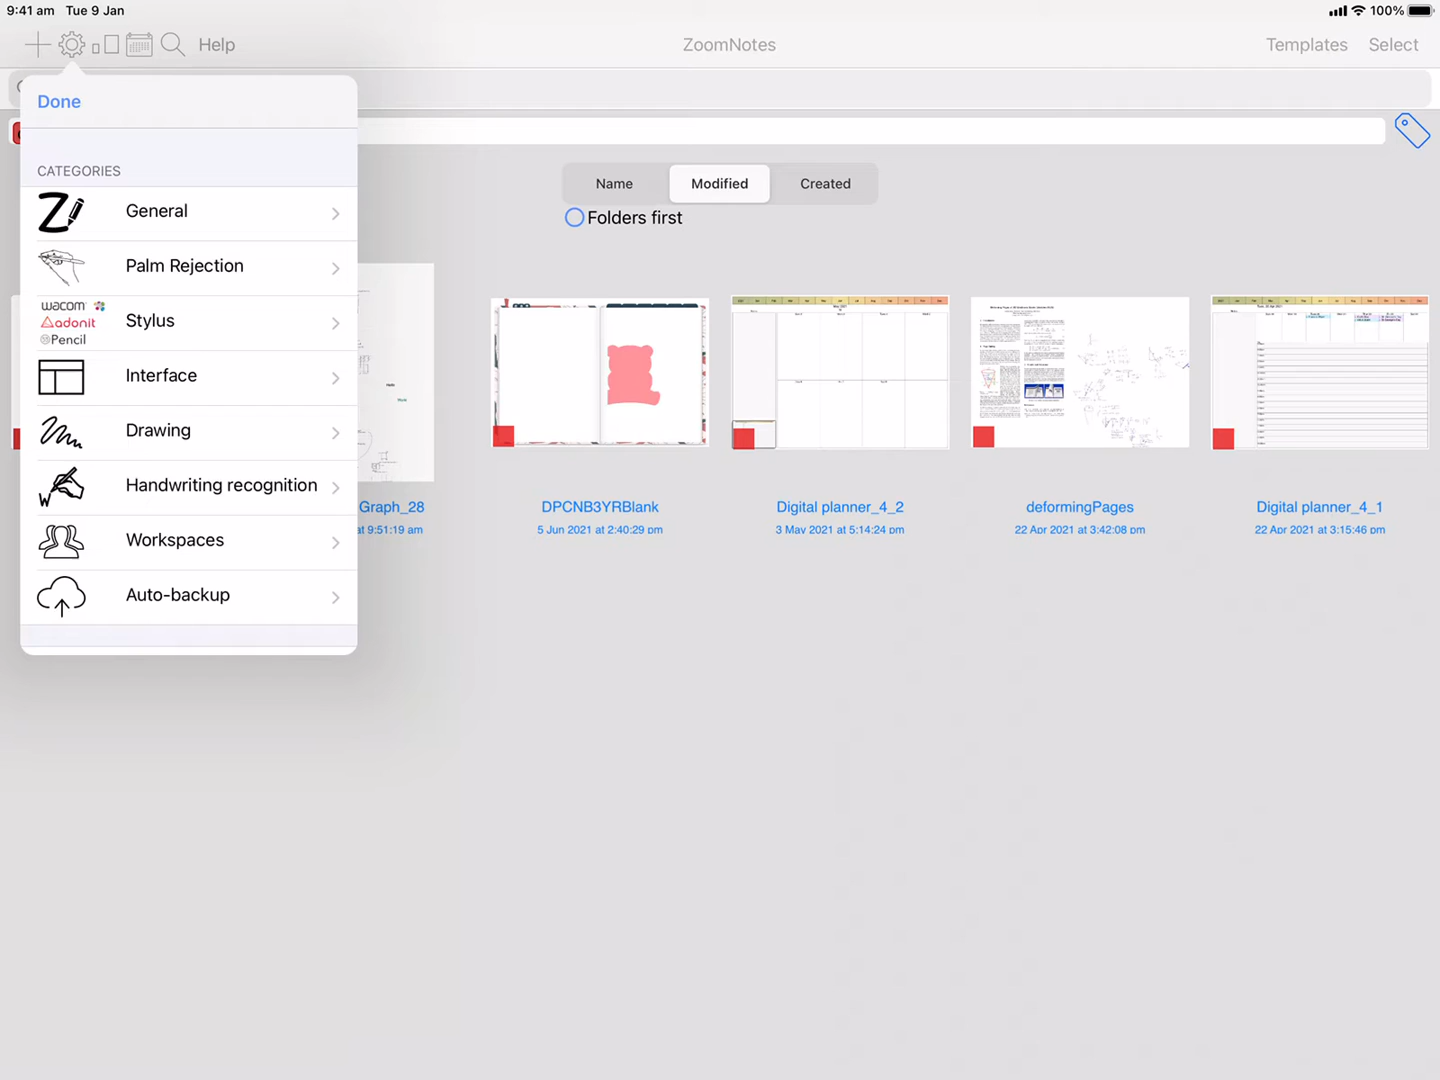 9:41 am Tue 9 Jan 100%
Help ZoomNotes Templates Select
Done
Name Modified Created
Folders first
CATEGORIES
General
Palm Rejection
wacom
Adonit
Pencil
Stylus
Interface
Drawing
Handwriting recognition
Workspaces
Auto-backup
Graph_28
at 9:51:19 am
DPCNB3YRBlank
5 Jun 2021 at 2:40:29 pm
Digital planner_4_2
3 May 2021 at 5:14:24 pm
deformingPages
22 Apr 2021 at 3:42:08 pm
Digital planner_4_1
22 Apr 2021 at 3:15:46 pm